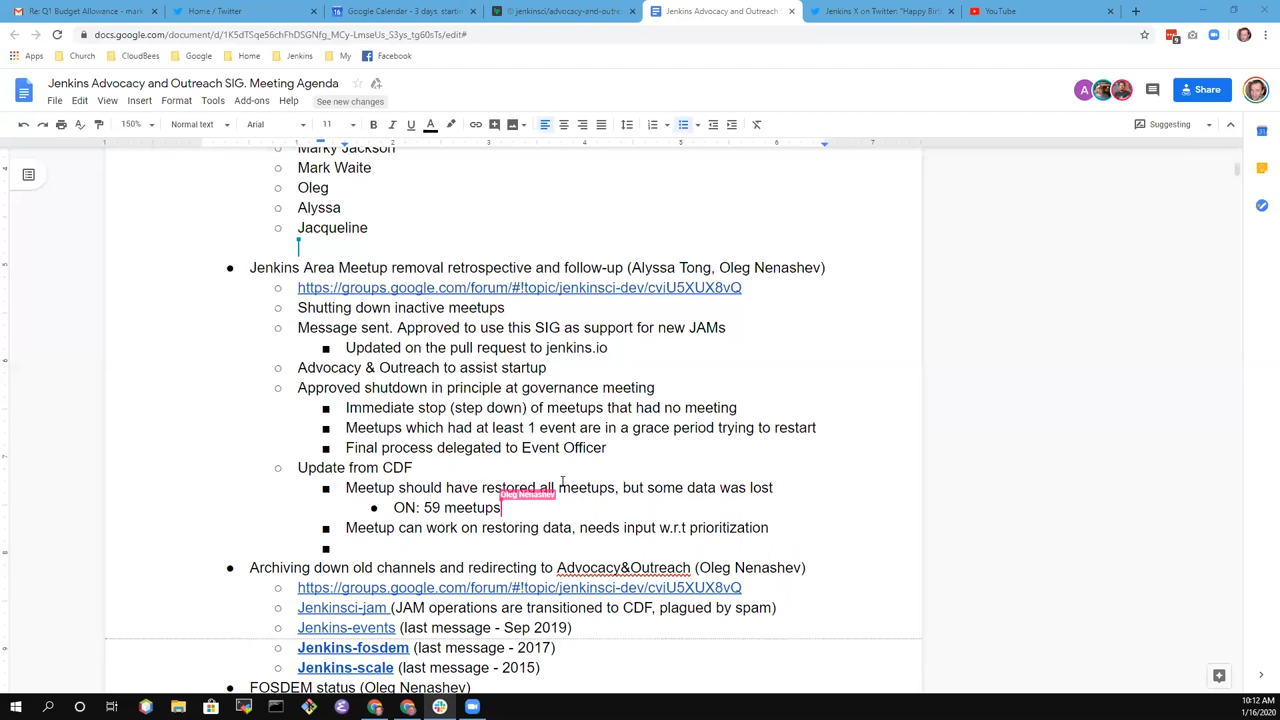 Re: Q1 Budget Allowance - mark
Home / Twitter
Google Calendar - 3 days, startin
jenkinsci/advocacy-and-outre
Jenkins Advocacy and Outreach S
Jenkins X on Twitter: "Happy Birt
YouTube
docs.google.com/document/d/1K5dTSqe56chFhDSGNfg_MCy-LmseUs_S3ys_tg60sTs/edit#
Apps Church CloudBees Google Home Jenkins My Facebook
Jenkins Advocacy and Outreach SIG. Meeting Agenda
File Edit View Insert Format Tools Add-ons Help See new changes
A
Share
150% Normal text Arial 11 B I U A Suggesting
1 1 2 3 4 5 6 7
Marky Jackson
Mark Waite
Oleg
Alyssa
Jacqueline
Jenkins Area Meetup removal retrospective and follow-up (Alyssa Tong, Oleg Nenashev)
https://groups.google.com/forum/#!topic/jenkinsci-dev/cviU5XUX8vQ
Shutting down inactive meetups
Message sent. Approved to use this SIG as support for new JAMs
Updated on the pull request to jenkins.io
Advocacy & Outreach to assist startup
Approved shutdown in principle at governance meeting
Immediate stop (step down) of meetups that had no meeting
Meetups which had at least 1 event are in a grace period trying to restart
Final process delegated to Event Officer
Update from CDF
Meetup should have restored all meetups, but some data was lost
Oleg Nenashev
ON: 59 meetups
Meetup can work on restoring data, needs input w.r.t prioritization
Archiving down old channels and redirecting to Advocacy&Outreach (Oleg Nenashev)
https://groups.google.com/forum/#!topic/jenkinsci-dev/cviU5XUX8vQ
Jenkinsci-jam (JAM operations are transitioned to CDF, plagued by spam)
Jenkins-events (last message - Sep 2019)
Jenkins-fosdem (last message - 2017)
Jenkins-scale (last message - 2015)
FOSDEM status (Oleg Nenashev)
10:12 AM
1/16/2020